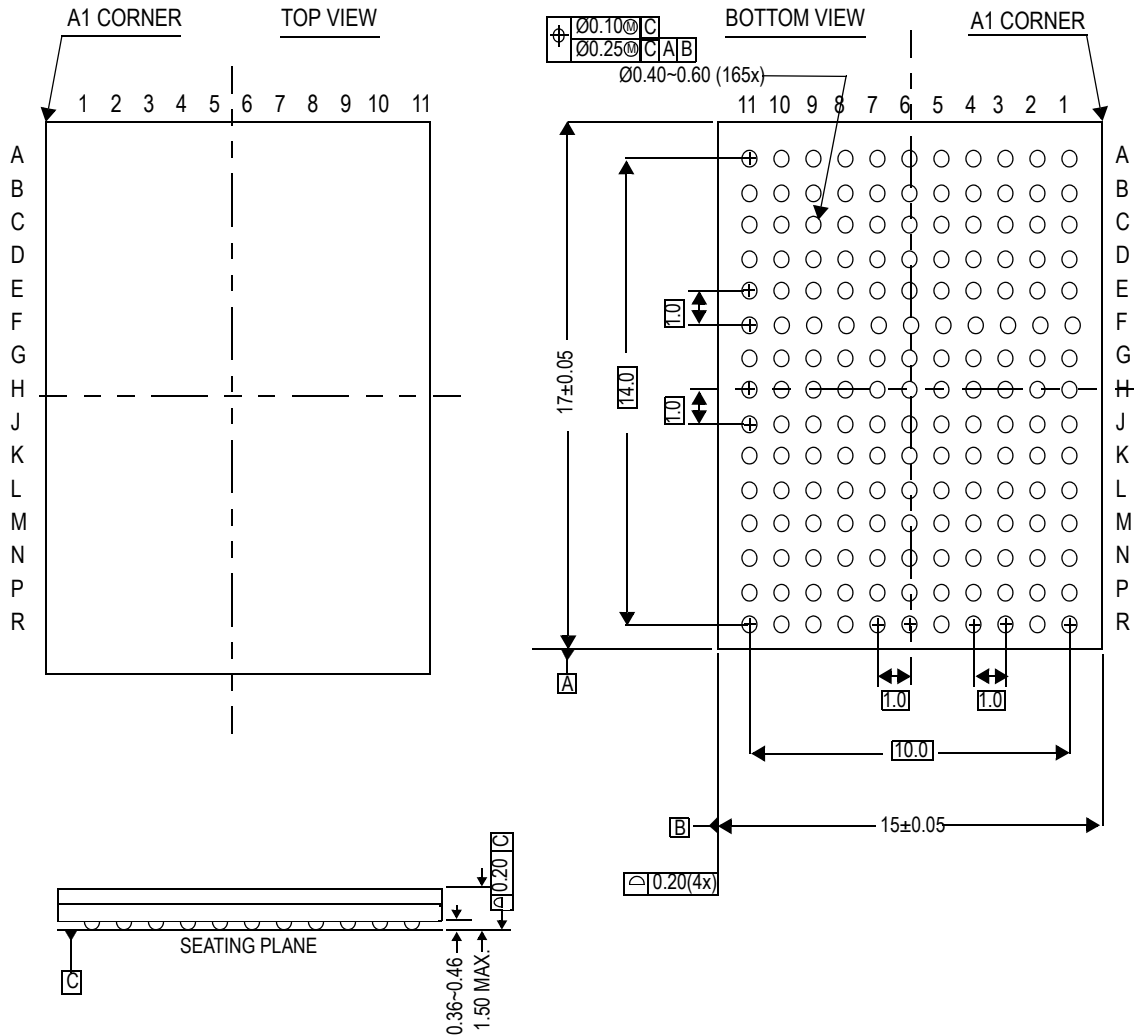 A1 CORNER
TOP VIEW
BOTTOM VIEW
A1 CORNER
⌖ Ø0.10Ⓜ C
Ø0.25Ⓜ C A B
Ø0.40~0.60 (165x)
1 2 3 4 5 6 7 8 9 10 11
11 10 9 8 7 6 5 4 3 2 1
A
B
C
D
E
F
G
H
J
K
L
M
N
P
R
17±0.05
14.0
1.0
1.0
A
B
C
D
E
F
G
H
J
K
L
M
N
P
R
A
1.0
1.0
10.0
B
15±0.05
⌓ 0.20(4x)
⌓ 0.20 C
SEATING PLANE
C
0.36~0.46
1.50 MAX.